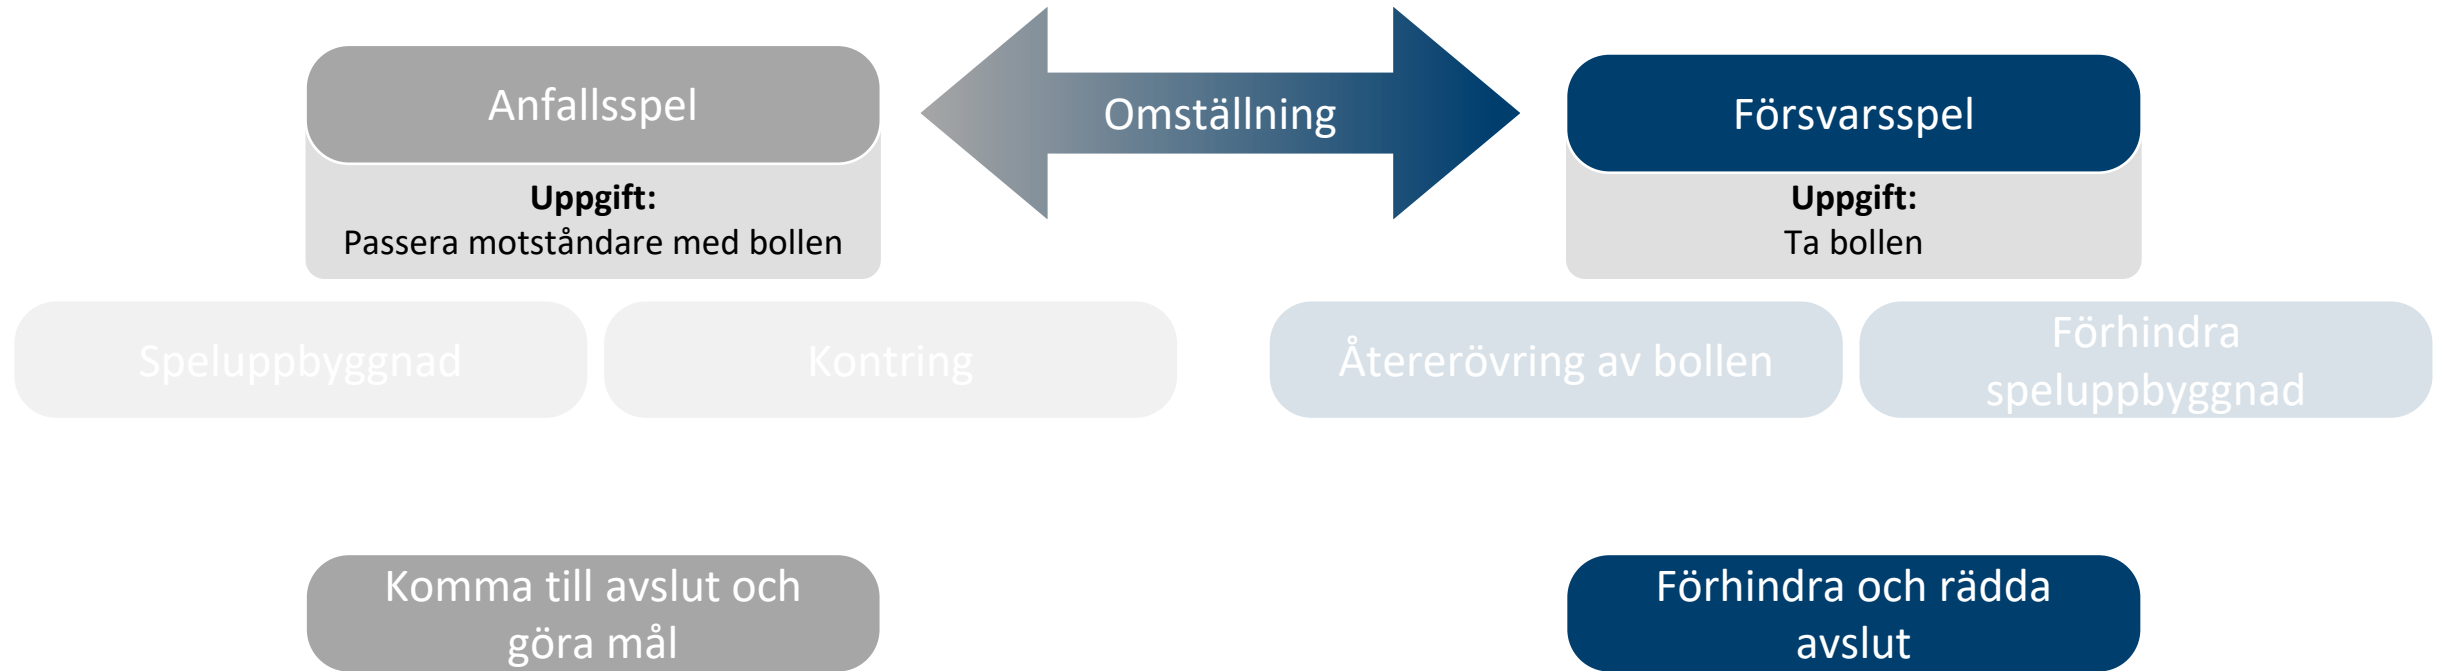 Anfallsspel
Omställning
Försvarsspel
Uppgift:
Passera motståndare med bollen
Uppgift:
Ta bollen
Speluppbyggnad
Kontring
Återerövring av bollen
Förhindra
speluppbyggnad
Komma till avslut och
göra mål
Förhindra och rädda
avslut